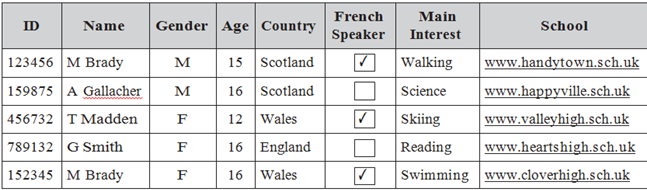 ID Name Gender Age Country French Speaker Main Interest School
123456 M Brady M 15 Scotland ✓ Walking www.handytown.sch.uk
159875 A Gallacher M 16 Scotland ☐ Science www.happyville.sch.uk
456732 T Madden F 12 Wales ✓ Skiing www.valleyhigh.sch.uk
789132 G Smith F 16 England ☐ Reading www.heartshigh.sch.uk
152345 M Brady F 16 Wales ✓ Swimming www.cloverhigh.sch.uk